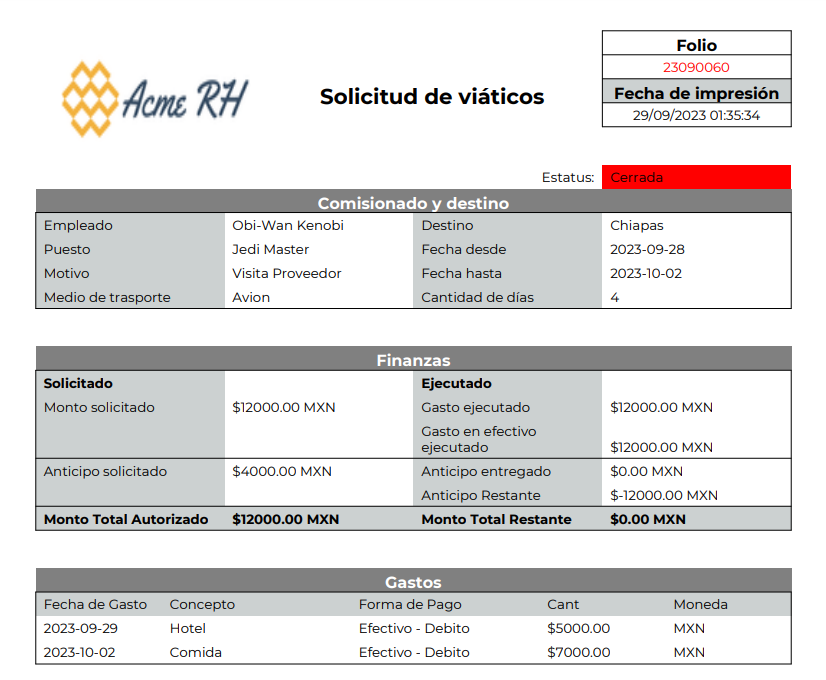 Folio
23090060
Acme RH
Solicitud de viáticos
Fecha de impresión
29/09/2023 01:35:34
Estatus: Cerrada
Comisionado y destino
Empleado Obi-Wan Kenobi Destino Chiapas
Puesto Jedi Master Fecha desde 2023-09-28
Motivo Visita Proveedor Fecha hasta 2023-10-02
Medio de trasporte Avion Cantidad de días 4
Finanzas
Solicitado Ejecutado
Monto solicitado $12000.00 MXN Gasto ejecutado $12000.00 MXN
Gasto en efectivo
ejecutado $12000.00 MXN
Anticipo solicitado $4000.00 MXN Anticipo entregado $0.00 MXN
Anticipo Restante $-12000.00 MXN
Monto Total Autorizado $12000.00 MXN Monto Total Restante $0.00 MXN
Gastos
Fecha de Gasto Concepto Forma de Pago Cant Moneda
2023-09-29 Hotel Efectivo - Debito $5000.00 MXN
2023-10-02 Comida Efectivo - Debito $7000.00 MXN